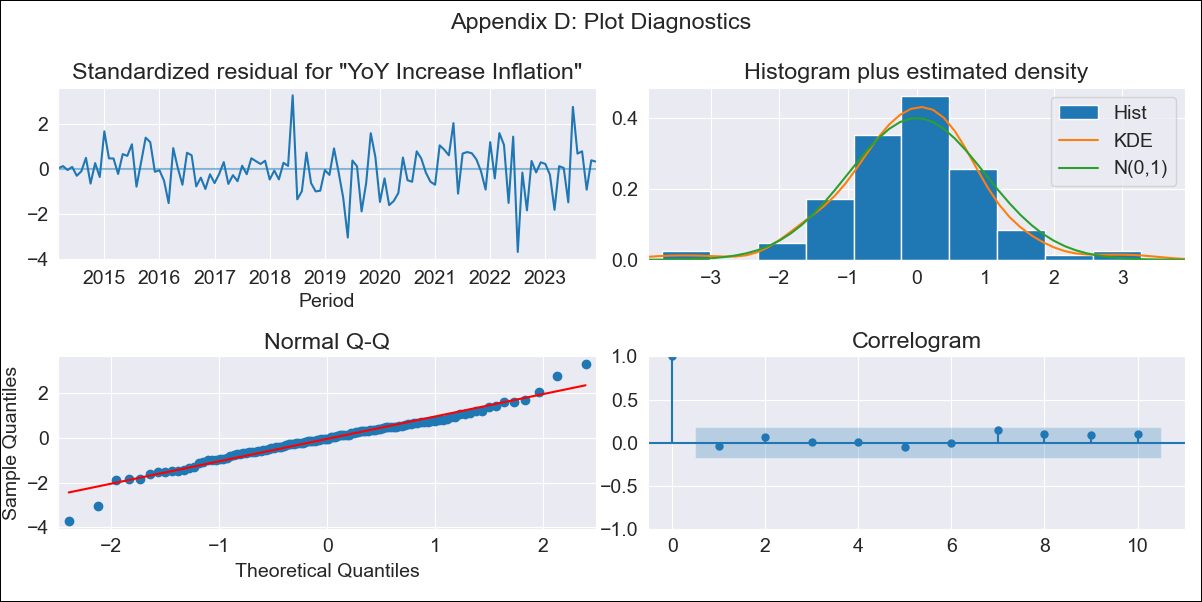 Appendix D: Plot Diagnostics
Standardized residual for "YoY Increase Inflation"
2
0
−2
−4
2015 2016 2017 2018 2019 2020 2021 2022 2023
Period
Histogram plus estimated density
0.4
0.2
0.0
Hist
KDE
N(0,1)
−3 −2 −1 0 1 2 3
Normal Q-Q
Sample Quantiles
2
0
−2
−4
−2 −1 0 1 2
Theoretical Quantiles
Correlogram
1.0
0.5
0.0
−0.5
−1.0
0 2 4 6 8 10